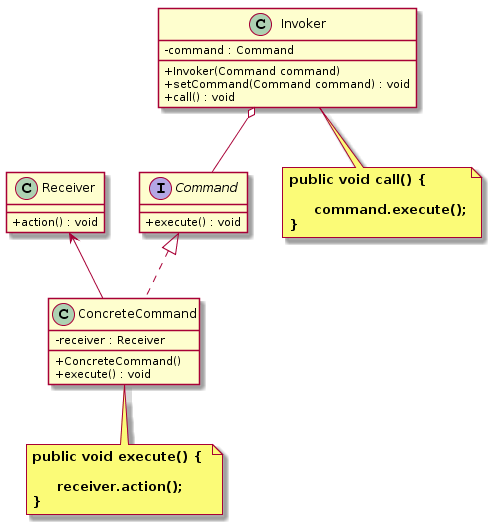 C Invoker
-command : Command
+Invoker(Command command)
+setCommand(Command command) : void
+call() : void
public void call() {
command.execute();
}
C Receiver
+action() : void
I Command
+execute() : void
C ConcreteCommand
-receiver : Receiver
+ConcreteCommand()
+execute() : void
public void execute() {
receiver.action();
}